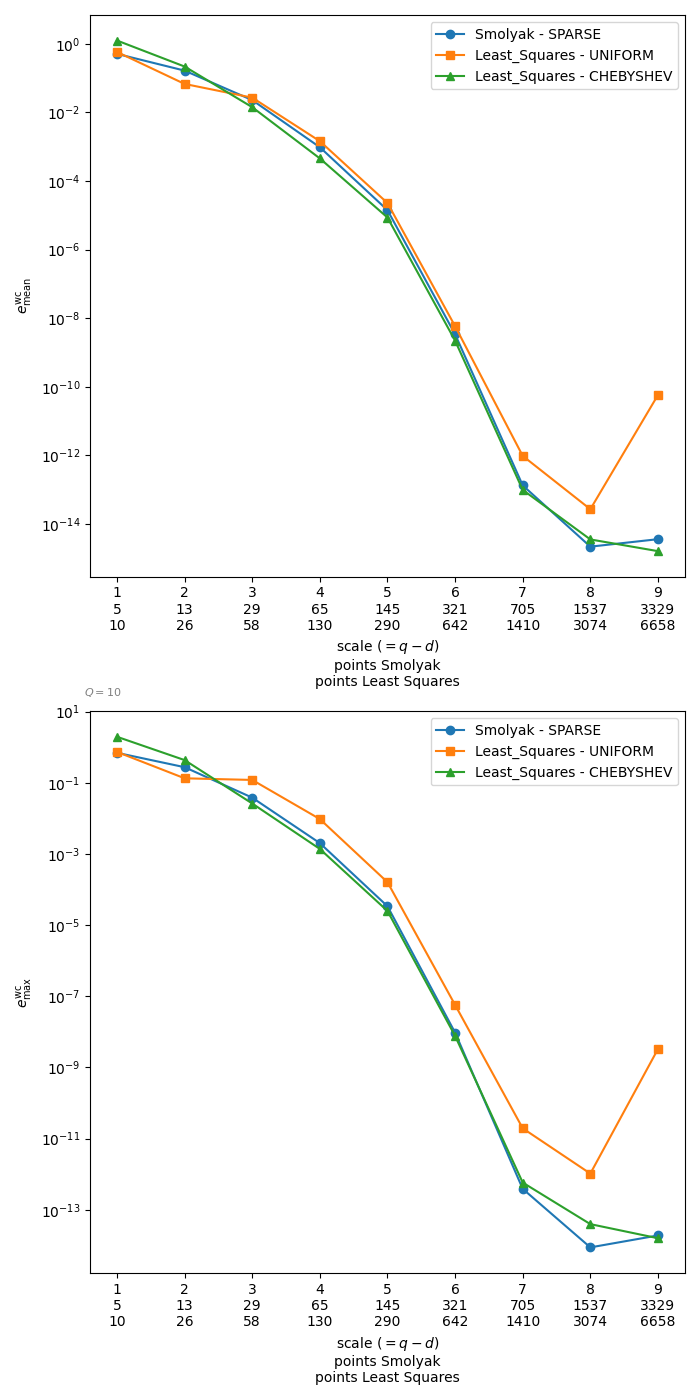 Smolyak - SPARSE
Least_Squares - UNIFORM
Least_Squares - CHEBYSHEV
10^0
10^-2
10^-4
10^-6
10^-8
10^-10
10^-12
10^-14
e^wc_mean
1 2 3 4 5 6 7 8 9
5 13 29 65 145 321 705 1537 3329
10 26 58 130 290 642 1410 3074 6658
scale (= q − d)
points Smolyak
points Least Squares
Q = 10
Smolyak - SPARSE
Least_Squares - UNIFORM
Least_Squares - CHEBYSHEV
10^1
10^-1
10^-3
10^-5
10^-7
10^-9
10^-11
10^-13
e^wc_max
1 2 3 4 5 6 7 8 9
5 13 29 65 145 321 705 1537 3329
10 26 58 130 290 642 1410 3074 6658
scale (= q − d)
points Smolyak
points Least Squares